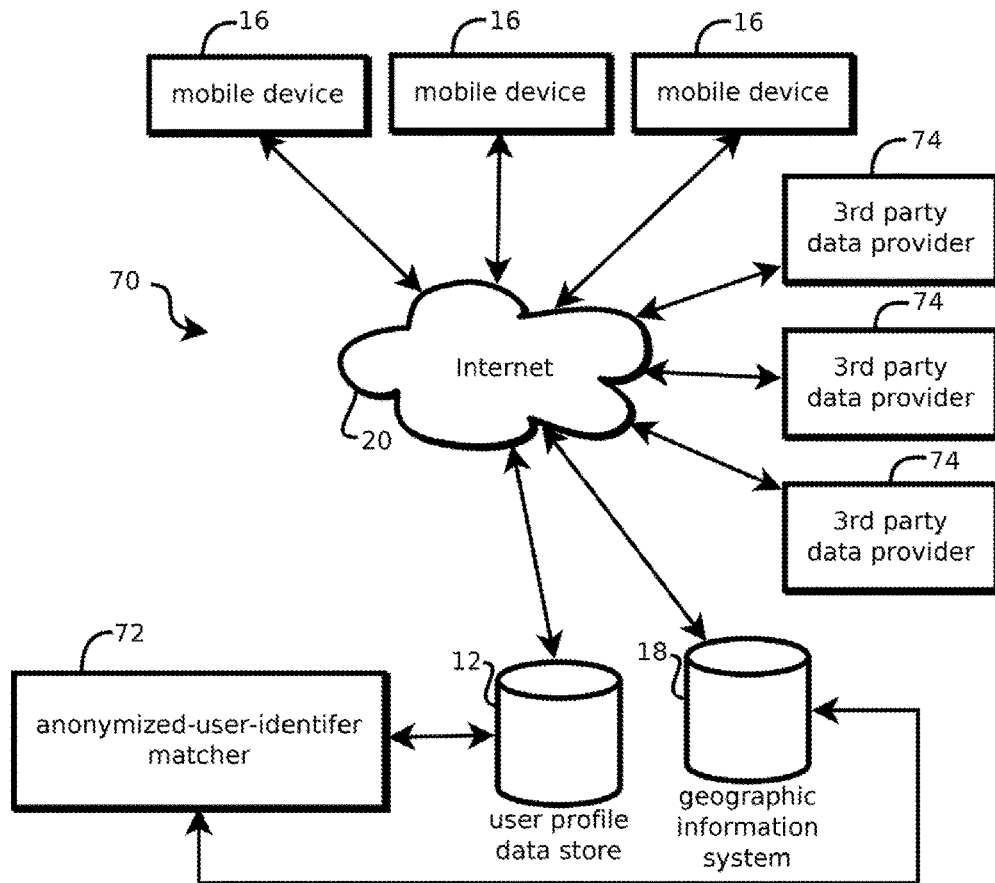 16
16
16
mobile device
mobile device
mobile device
74
3rd party
data provider
70
74
Internet
3rd party
data provider
20
74
3rd party
data provider
72
12
18
anonymized-user-identifer
matcher
user profile
data store
geographic
information
system